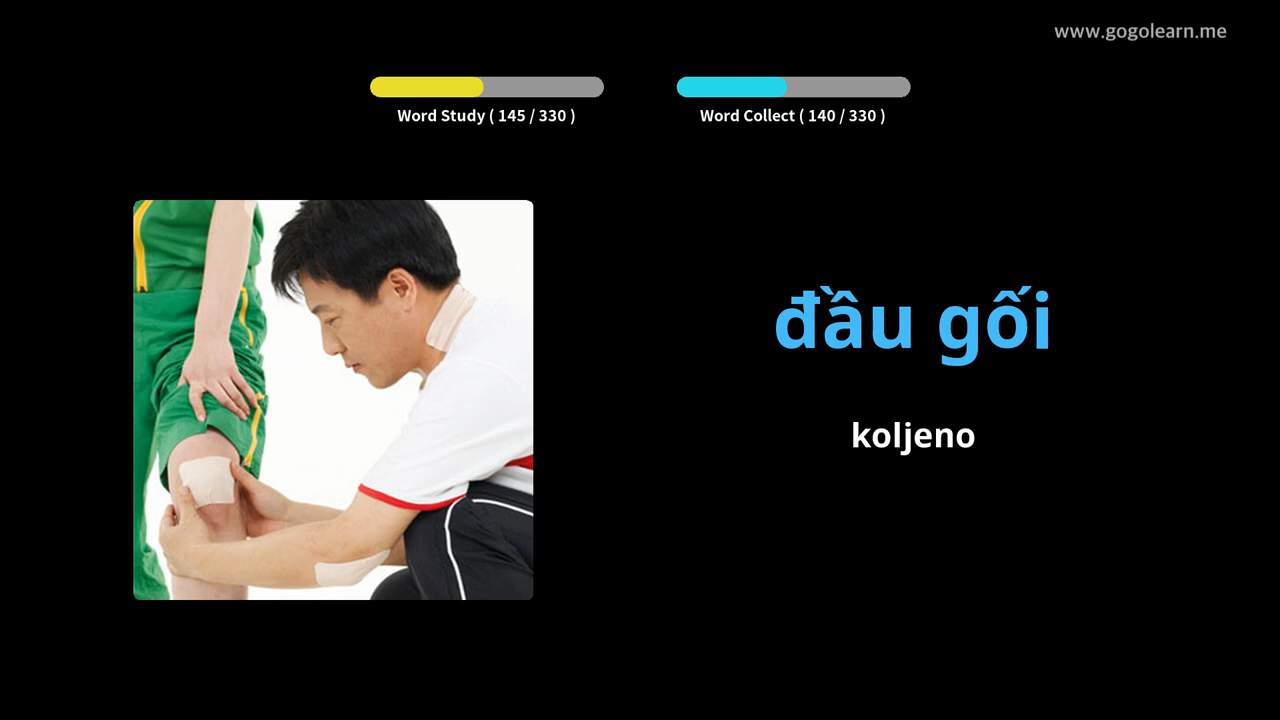 www.gogolearn.me
Word Study ( 145 / 330 )
Word Collect ( 140 / 330 )
đầu gối
koljeno